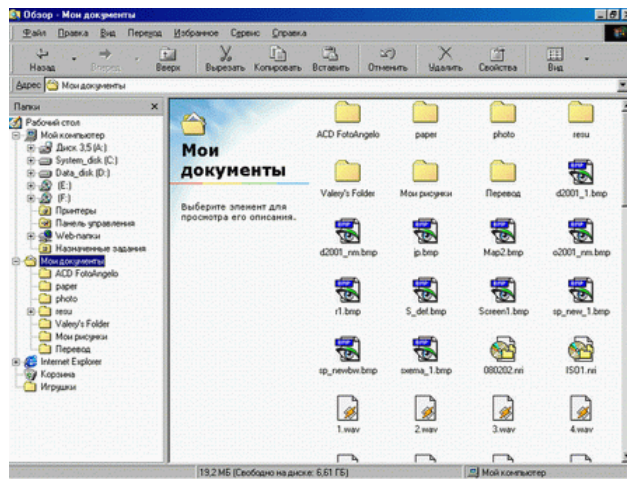 Обзор - Мои документы
Файл Правка Вид Переход Избранное Сервис Справка
Назад Вперед Вверх Вырезать Копировать Вставить Отменить Удалить Свойства Вид
Адрес Мои документы
Папки
Рабочий стол
Мой компьютер
Диск 3,5 (A:)
System_disk (C:)
Data_disk (D:)
(E:)
(F:)
Принтеры
Панель управления
Web-папки
Назначенные задания
Мои документы
ACD FotoAngelo
paper
photo
resu
Valery's Folder
Мои рисунки
Перевод
Internet Explorer
Корзина
Игрушки
Мои
документы
Выберите элемент для
просмотра его описания.
ACD FotoAngelo paper photo resu
Valery's Folder Мои рисунки Перевод d2001_1.bmp
d2001_nm.bmp jp.bmp Map2.bmp o2001_nm.bmp
r1.bmp S_del.bmp Screen1.bmp sp_new_1.bmp
sp_newbw.bmp sxema_1.bmp 080202.nri ISO1.nri
1.wav 2.wav 3.wav 4.wav
19,2 МБ (Свободно на диске: 6,61 ГБ) Мой компьютер